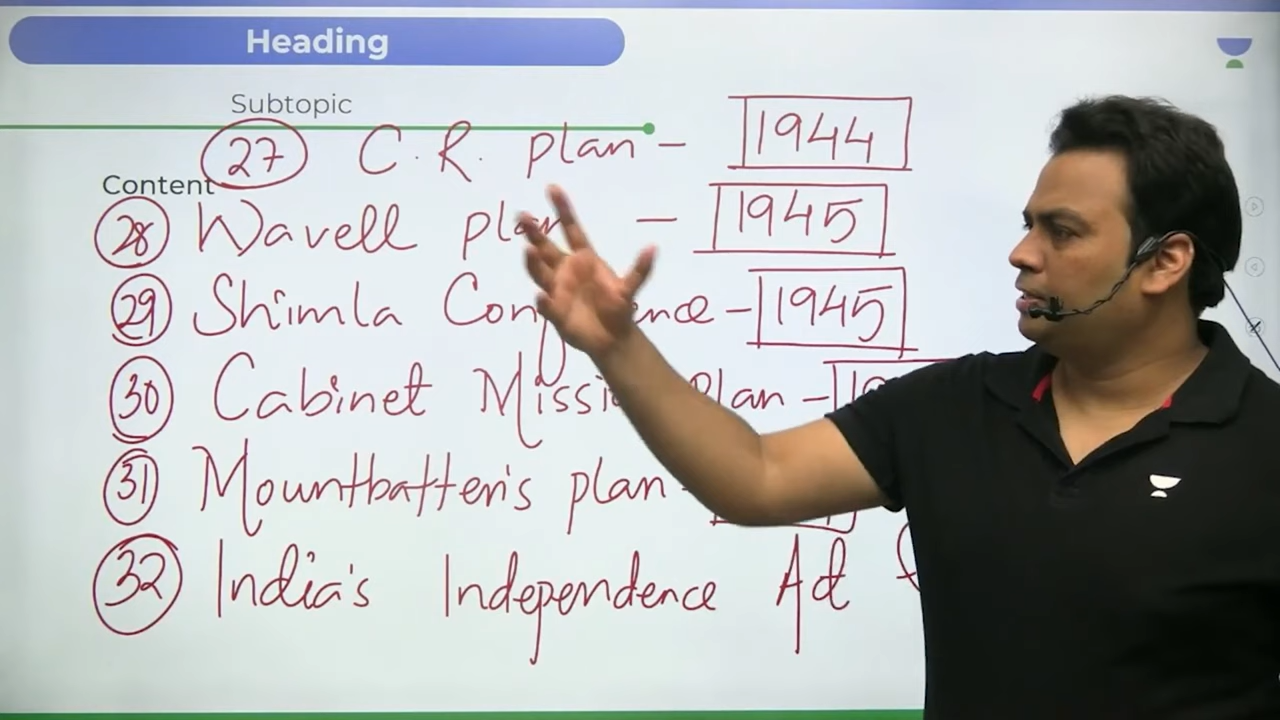 Heading
Subtopic
27 C.R. plan - 1944
Content
28 Wavell plan - 1945
29 Shimla Conference - 1945
30 Cabinet Mission plan -
31 Mountbatten's plan -
32 India's Independence Act